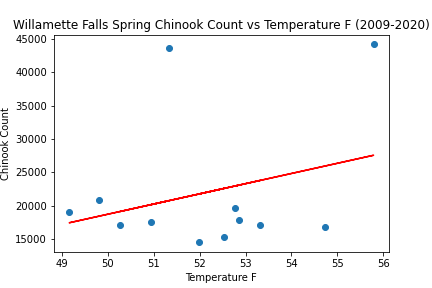 Willamette Falls Spring Chinook Count vs Temperature F (2009-2020)
45000
40000
35000
30000
25000
20000
15000
Chinook Count
49 50 51 52 53 54 55 56
Temperature F